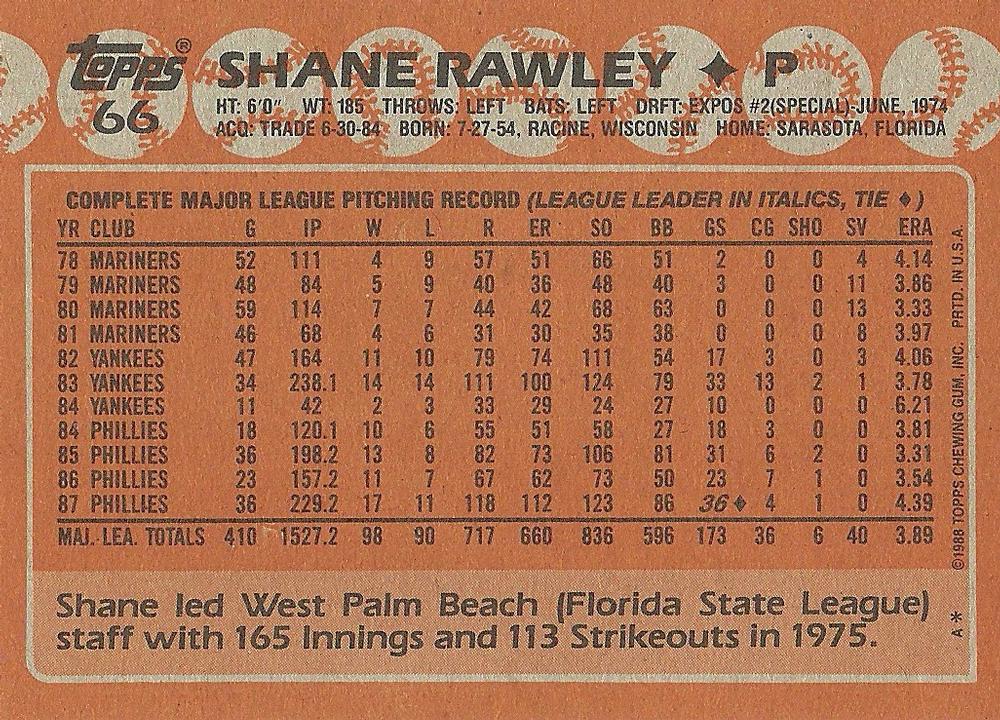 topps® SHANE RAWLEY ♦ P
66
HT: 6'0" WT: 185 THROWS: LEFT BATS: LEFT DRFT: EXPOS #2(SPECIAL)-JUNE, 1974
ACQ: TRADE 6-30-84 BORN: 7-27-54, RACINE, WISCONSIN HOME: SARASOTA, FLORIDA
COMPLETE MAJOR LEAGUE PITCHING RECORD (LEAGUE LEADER IN ITALICS, TIE ♦)
YR CLUB G IP W L R ER SO BB GS CG SHO SV ERA
78 MARINERS 52 111 4 9 57 51 66 51 2 0 0 4 4.14
79 MARINERS 48 84 5 9 40 36 48 40 3 0 0 11 3.86
80 MARINERS 59 114 7 7 44 42 68 63 0 0 0 13 3.33
81 MARINERS 46 68 4 6 31 30 35 38 0 0 0 8 3.97
82 YANKEES 47 164 11 10 79 74 111 54 17 3 0 3 4.06
83 YANKEES 34 238.1 14 14 111 100 124 79 33 13 2 1 3.78
84 YANKEES 11 42 2 3 33 29 24 27 10 0 0 0 6.21
84 PHILLIES 18 120.1 10 6 55 51 58 27 18 3 0 0 3.81
85 PHILLIES 36 198.2 13 8 82 73 106 81 31 6 2 0 3.31
86 PHILLIES 23 157.2 11 7 67 62 73 50 23 7 1 0 3.54
87 PHILLIES 36 229.2 17 11 118 112 123 86 36♦ 4 1 0 4.39
MAJ. LEA. TOTALS 410 1527.2 98 90 717 660 836 596 173 36 6 40 3.89
Shane led West Palm Beach (Florida State League)
staff with 165 Innings and 113 Strikeouts in 1975.
©1988 TOPPS CHEWING GUM, INC. PRTD. IN U.S.A.
A*